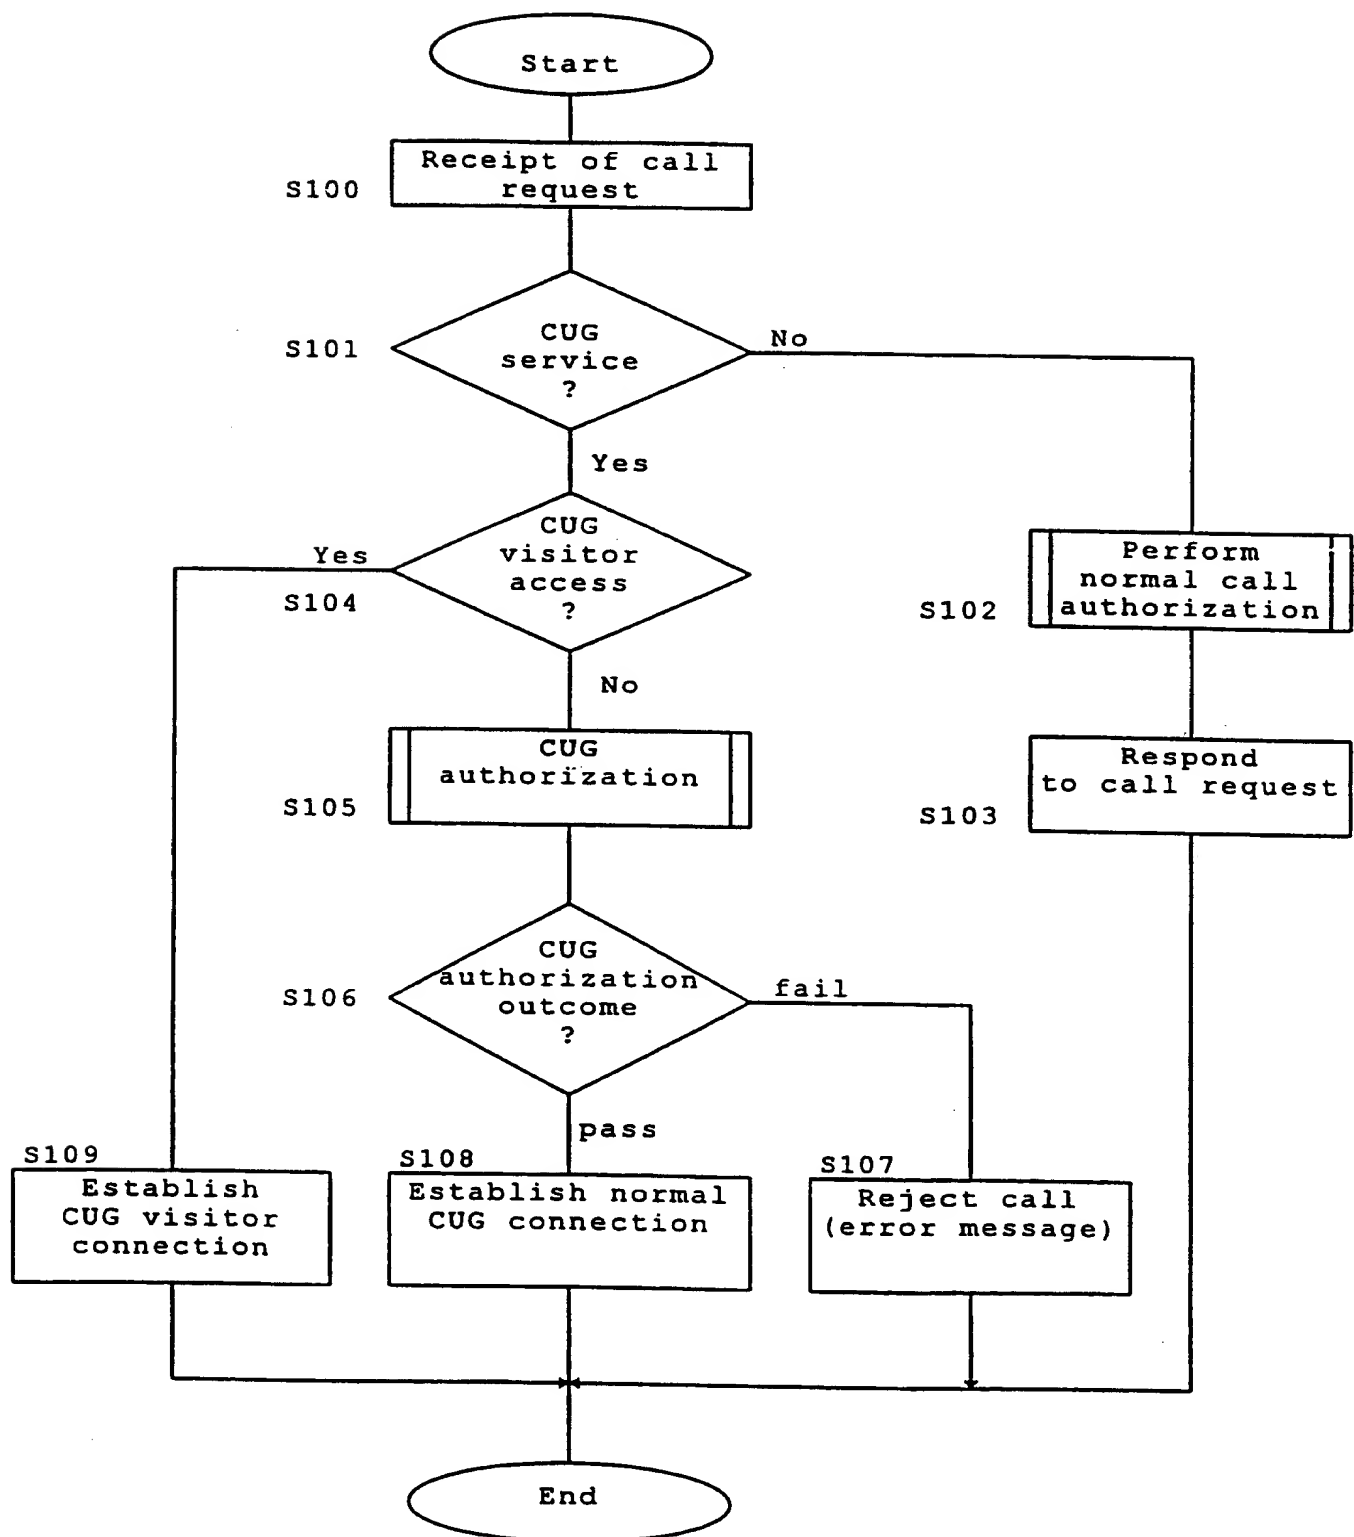 Start
Receipt of call
request
S100
CUG
service
?
S101
No
Yes
CUG
visitor
access
?
Yes
S104
No
Perform
normal call
authorization
S102
CUG
authorization
S105
Respond
to call request
S103
CUG
authorization
outcome
?
S106
fail
pass
S109
Establish
CUG visitor
connection
S108
Establish normal
CUG connection
S107
Reject call
(error message)
End